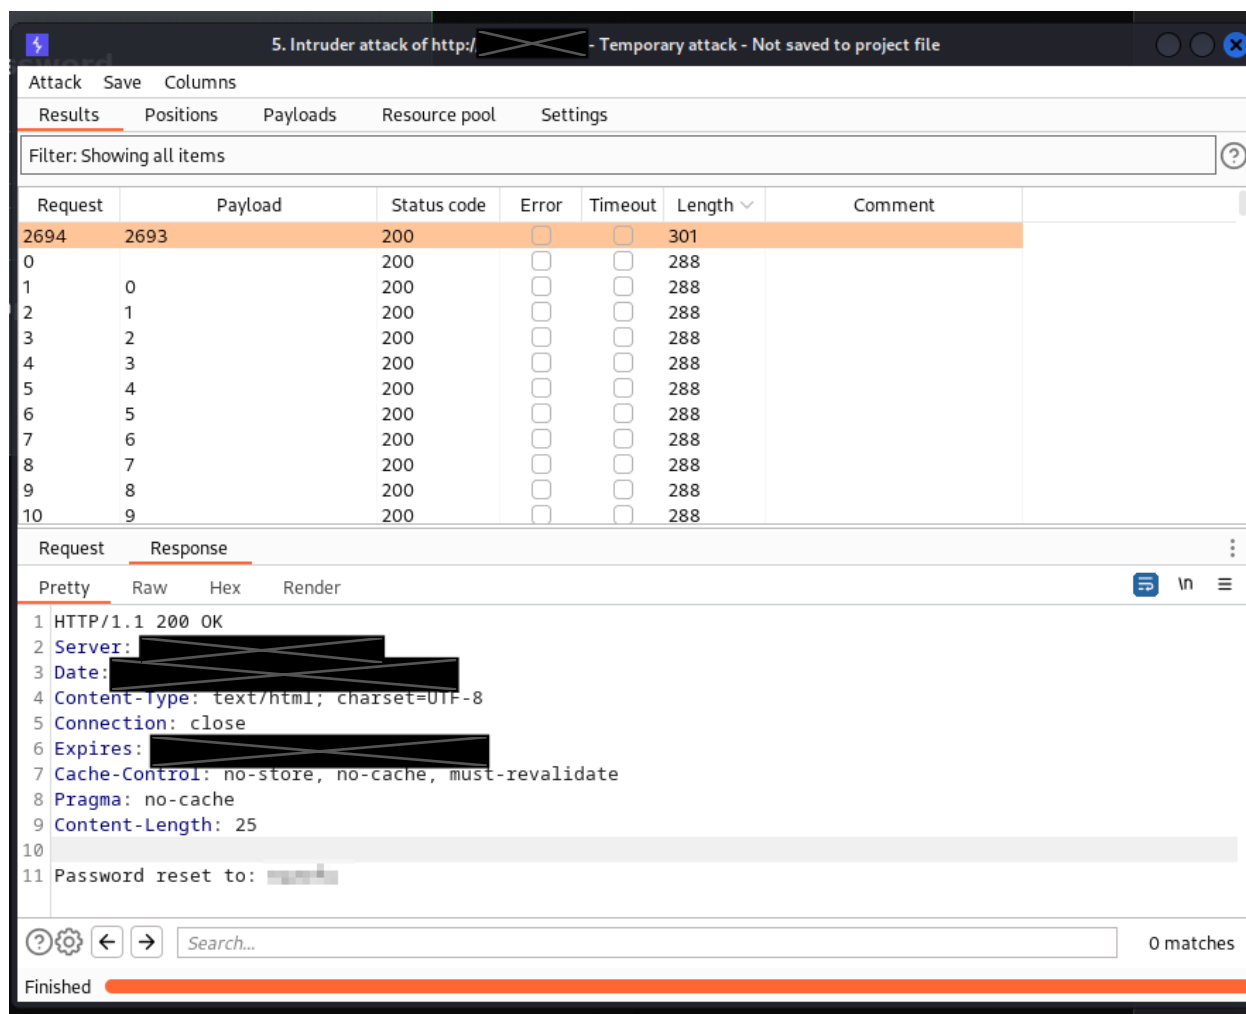 5. Intruder attack of http:/ - Temporary attack - Not saved to project file
Attack Save Columns
Results Positions Payloads Resource pool Settings
Filter: Showing all items
Request Payload Status code Error Timeout Length Comment
2694 2693 200 301
0 200 288
1 0 200 288
2 1 200 288
3 2 200 288
4 3 200 288
5 4 200 288
6 5 200 288
7 6 200 288
8 7 200 288
9 8 200 288
10 9 200 288
Request Response
Pretty Raw Hex Render \n
1 HTTP/1.1 200 OK
2 Server:
3 Date:
4 Content-Type: text/html; charset=UTF-8
5 Connection: close
6 Expires:
7 Cache-Control: no-store, no-cache, must-revalidate
8 Pragma: no-cache
9 Content-Length: 25
10
11 Password reset to:
Search... 0 matches
Finished